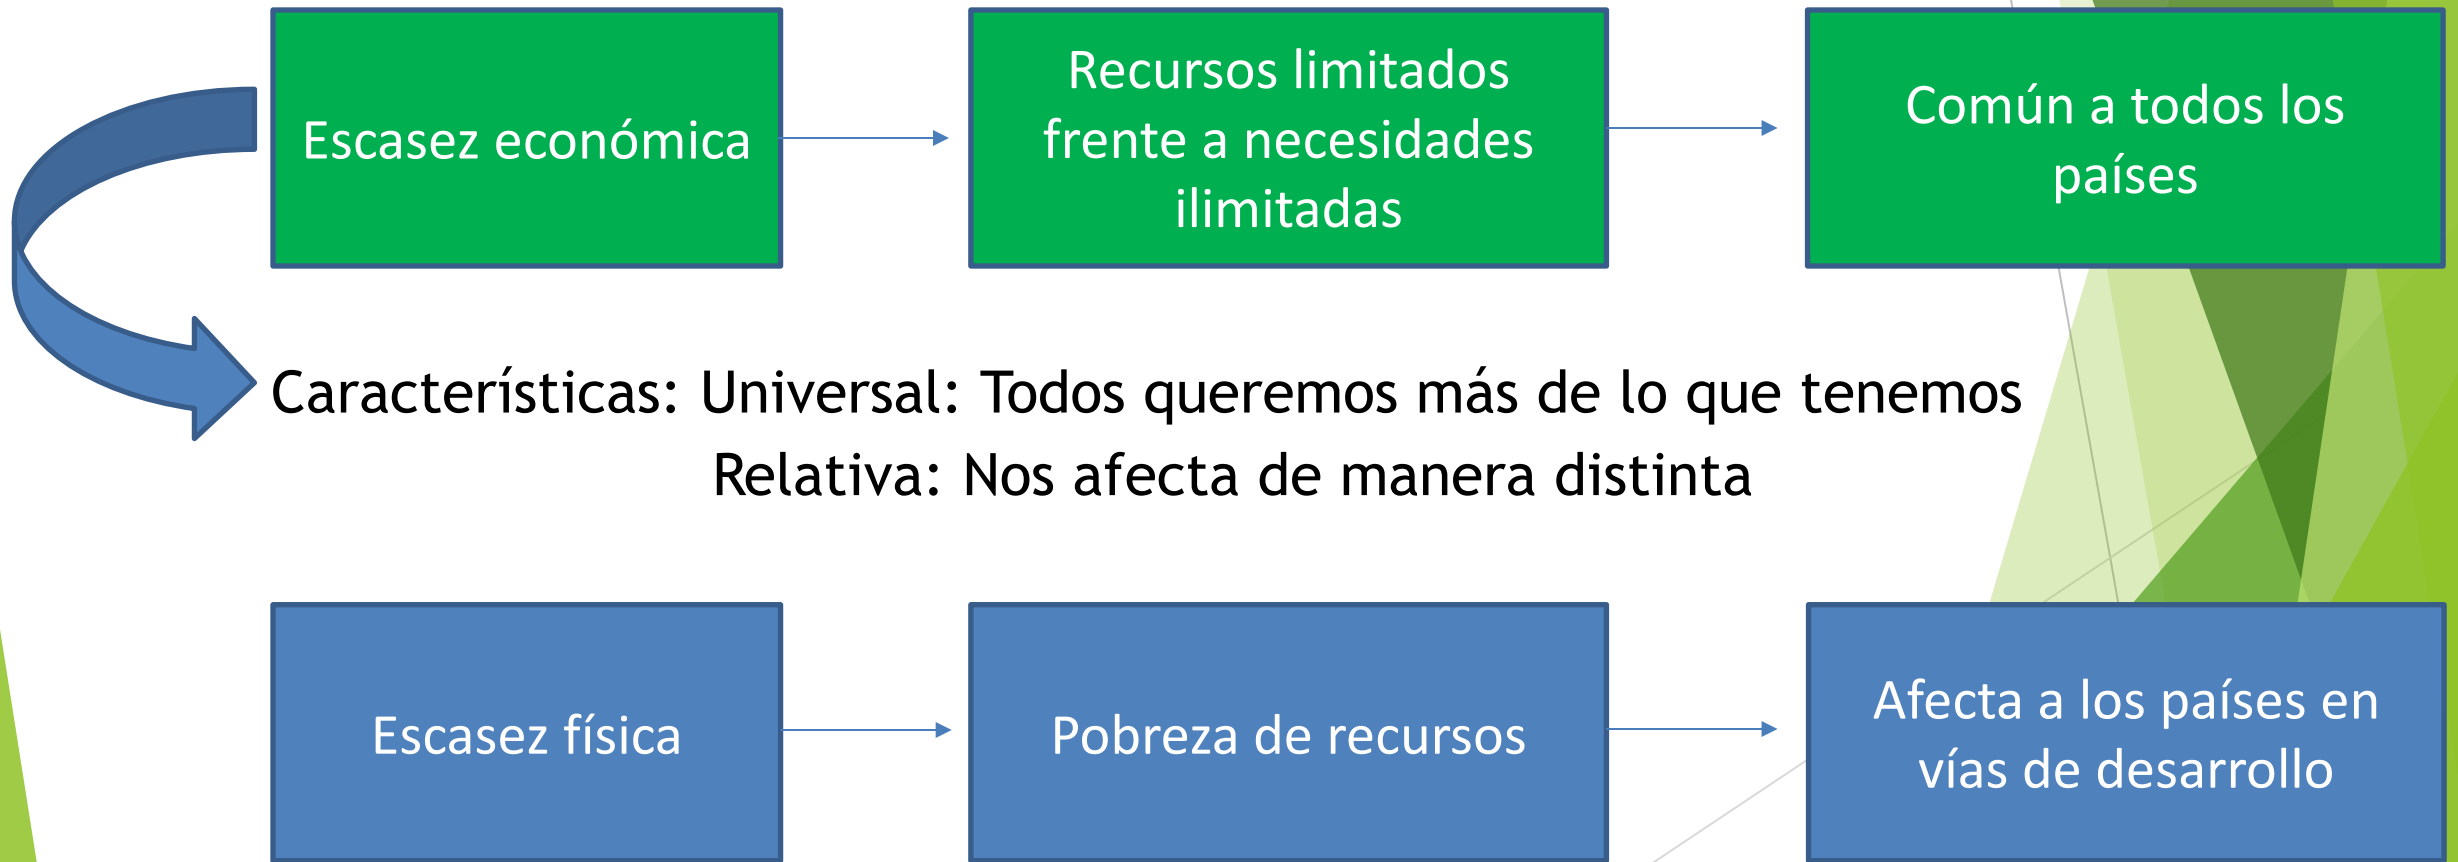 Escasez económica
Recursos limitados
frente a necesidades
ilimitadas
Común a todos los
países
Características: Universal: Todos queremos más de lo que tenemos
Relativa: Nos afecta de manera distinta
Escasez física
Pobreza de recursos
Afecta a los países en
vías de desarrollo